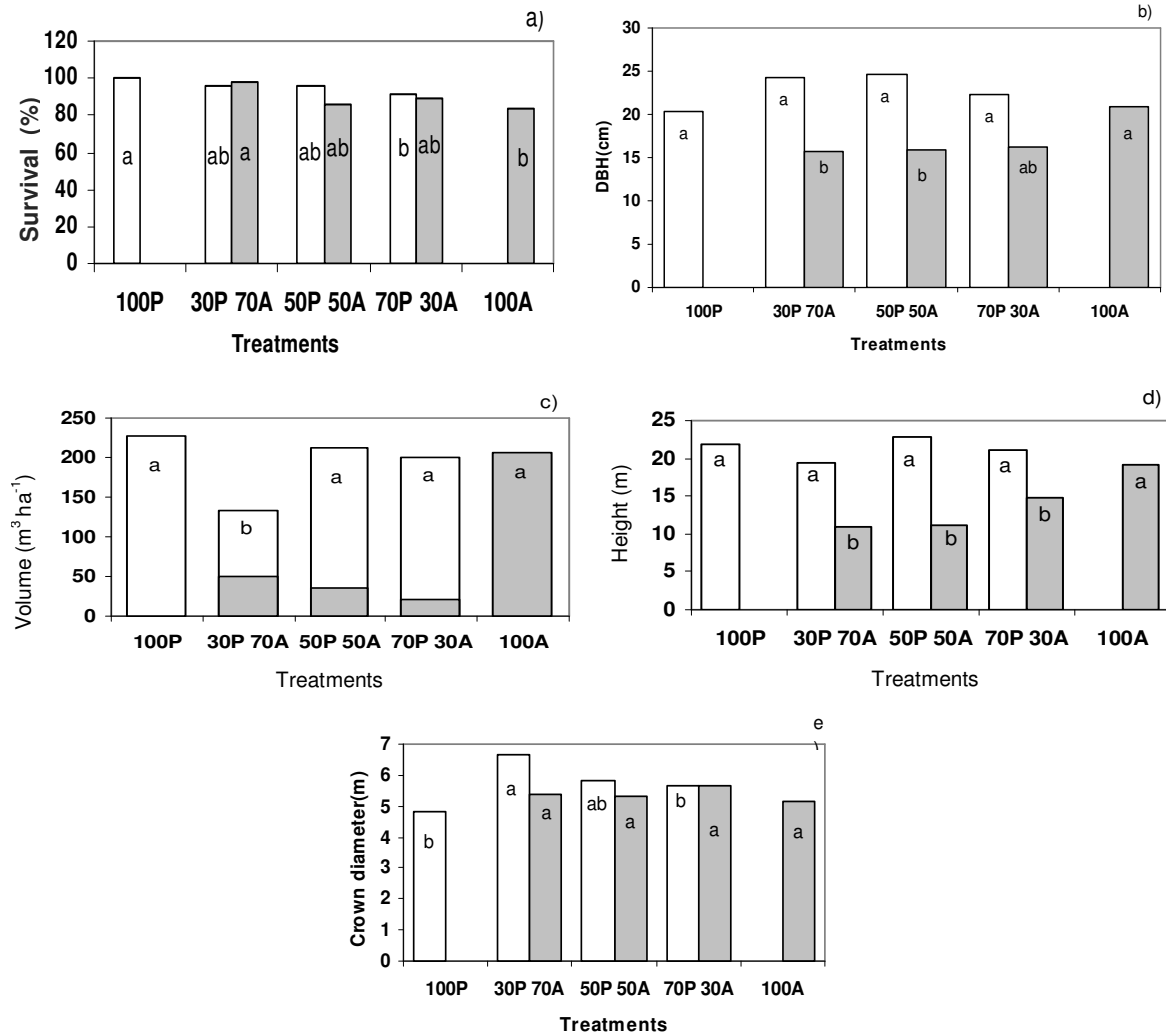 a)
120
100
80
60
40
20
0
Survival (%)
a ab a ab ab b ab b
100P 30P 70A 50P 50A 70P 30A 100A
Treatments
b)
30
25
20
15
10
5
0
DBH(cm)
a a b a b a ab a
100P 30P 70A 50P 50A 70P 30A 100A
Treatments
c)
250
200
150
100
50
0
Volume (m³ ha⁻¹)
a b a a a
100P 30P 70A 50P 50A 70P 30A 100A
Treatments
d)
25
20
15
10
5
0
Height (m)
a a b a b a b a
100P 30P 70A 50P 50A 70P 30A 100A
Treatments
e
7
6
5
4
3
2
1
0
Crown diameter(m)
b a a ab a b a a
100P 30P 70A 50P 50A 70P 30A 100A
Treatments